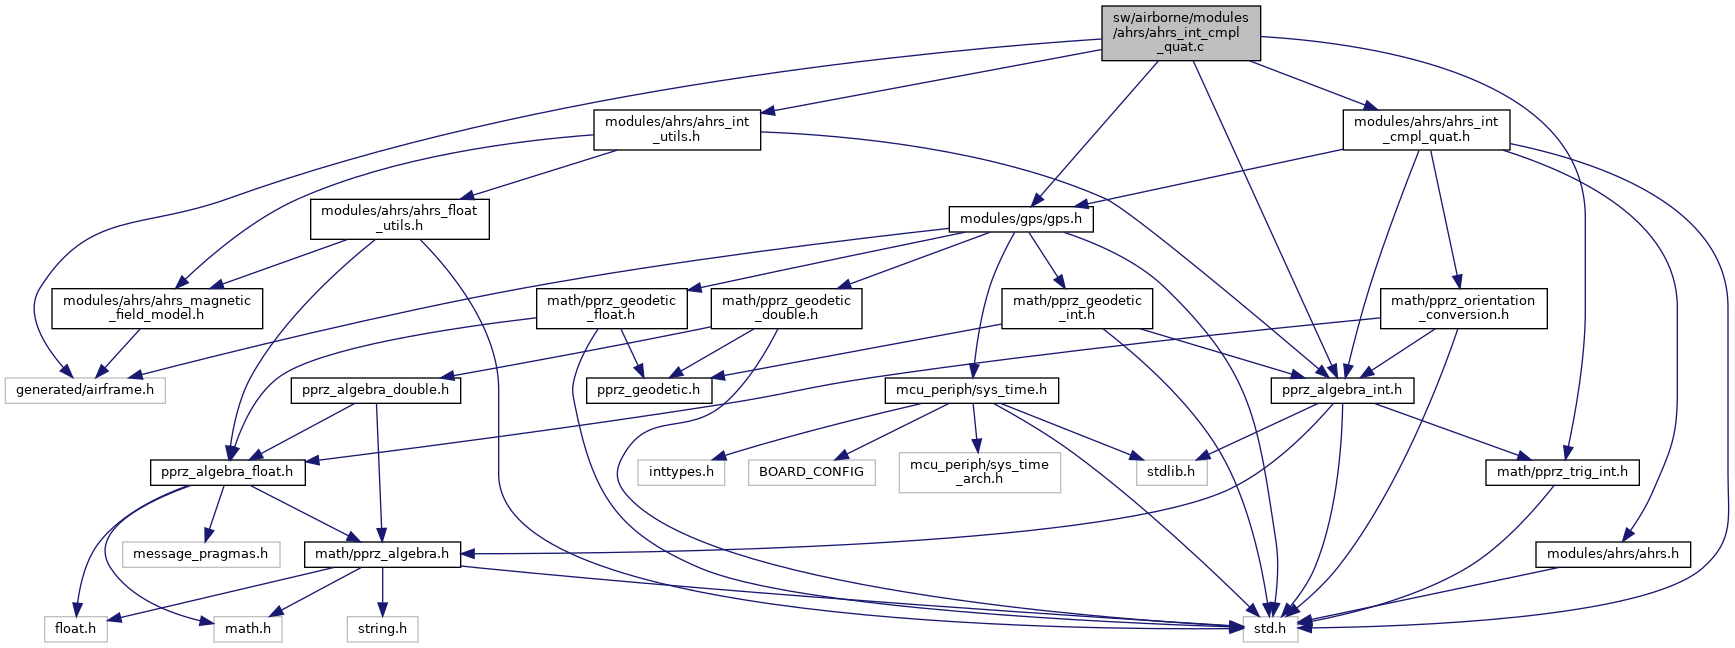 sw/airborne/modules
/ahrs/ahrs_int_cmpl
_quat.c
modules/ahrs/ahrs_int
_utils.h
modules/ahrs/ahrs_int
_cmpl_quat.h
modules/ahrs/ahrs_float
_utils.h
modules/gps/gps.h
modules/ahrs/ahrs_magnetic
_field_model.h
math/pprz_geodetic
_float.h
math/pprz_geodetic
_double.h
math/pprz_geodetic
_int.h
math/pprz_orientation
_conversion.h
generated/airframe.h
pprz_algebra_double.h
pprz_geodetic.h
mcu_periph/sys_time.h
pprz_algebra_int.h
pprz_algebra_float.h
inttypes.h
BOARD_CONFIG
mcu_periph/sys_time
_arch.h
stdlib.h
math/pprz_trig_int.h
message_pragmas.h
math/pprz_algebra.h
modules/ahrs/ahrs.h
float.h
math.h
string.h
std.h